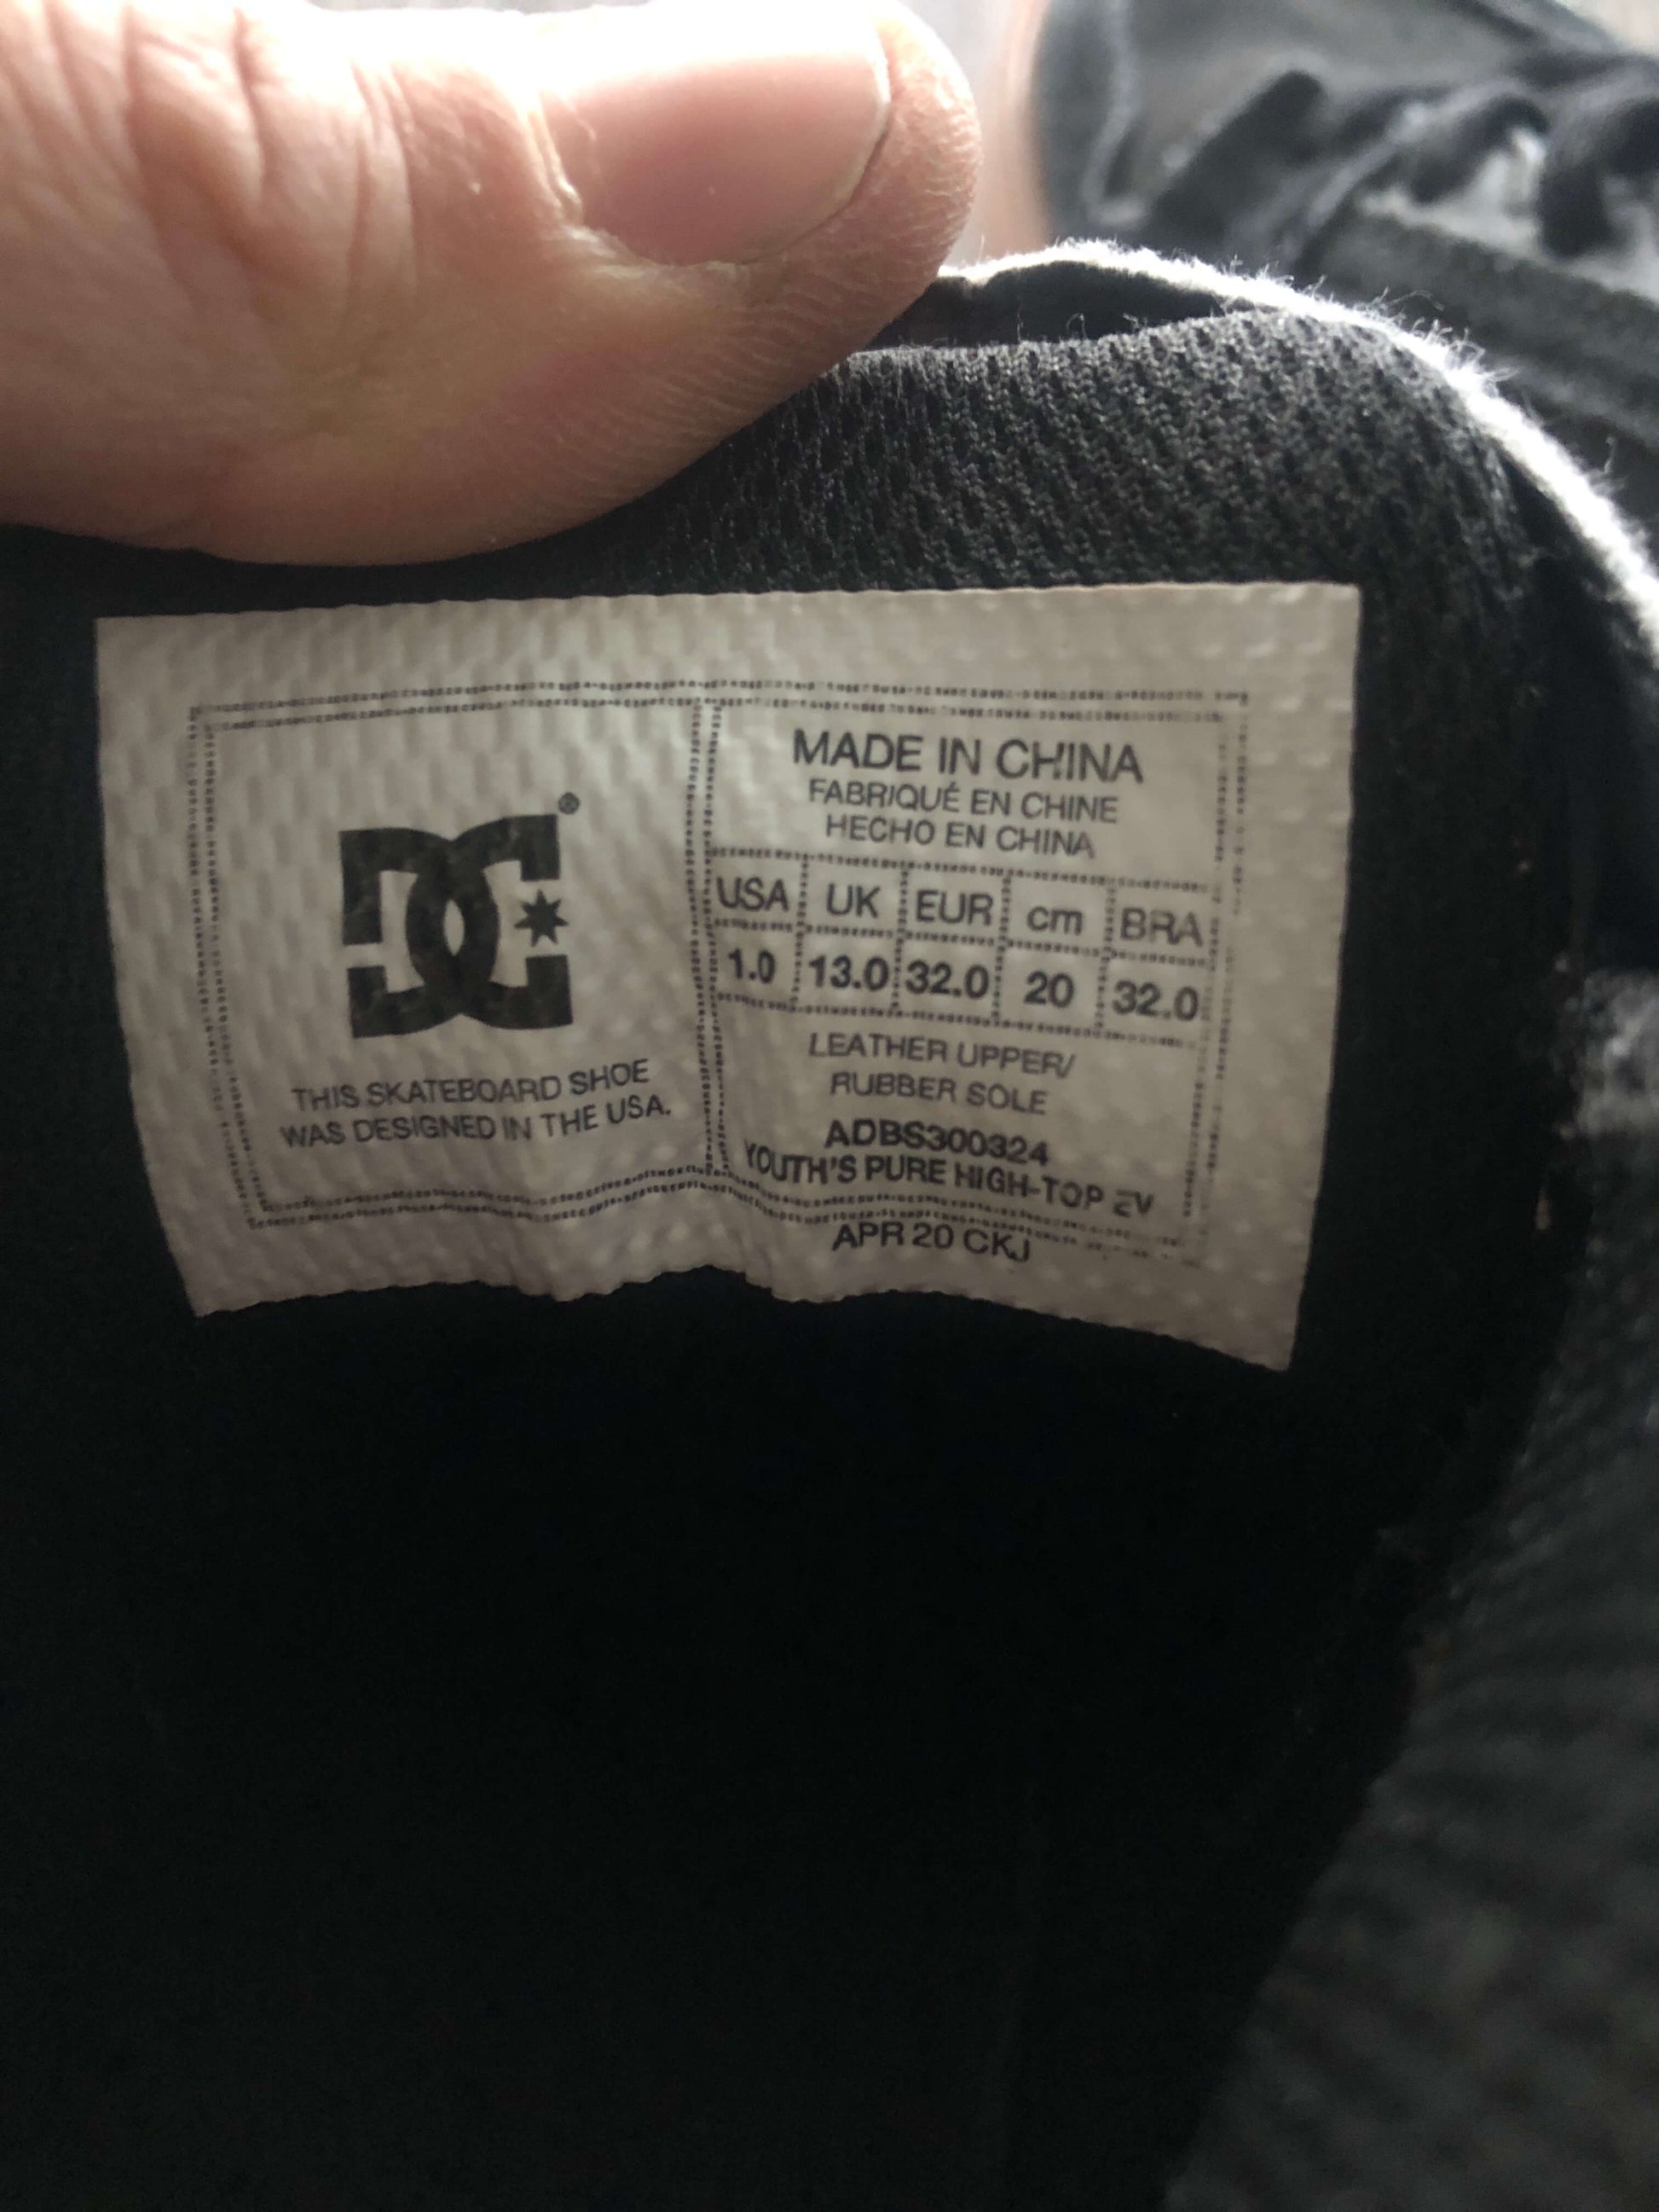 DC®
THIS SKATEBOARD SHOE
WAS DESIGNED IN THE USA.
MADE IN CHINA
FABRIQUÉ EN CHINE
HECHO EN CHINA
USA UK EUR cm BRA
1.0 13.0 32.0 20 32.0
LEATHER UPPER/
RUBBER SOLE
ADBS300324
YOUTH'S PURE HIGH-TOP EV
APR 20 CKJ